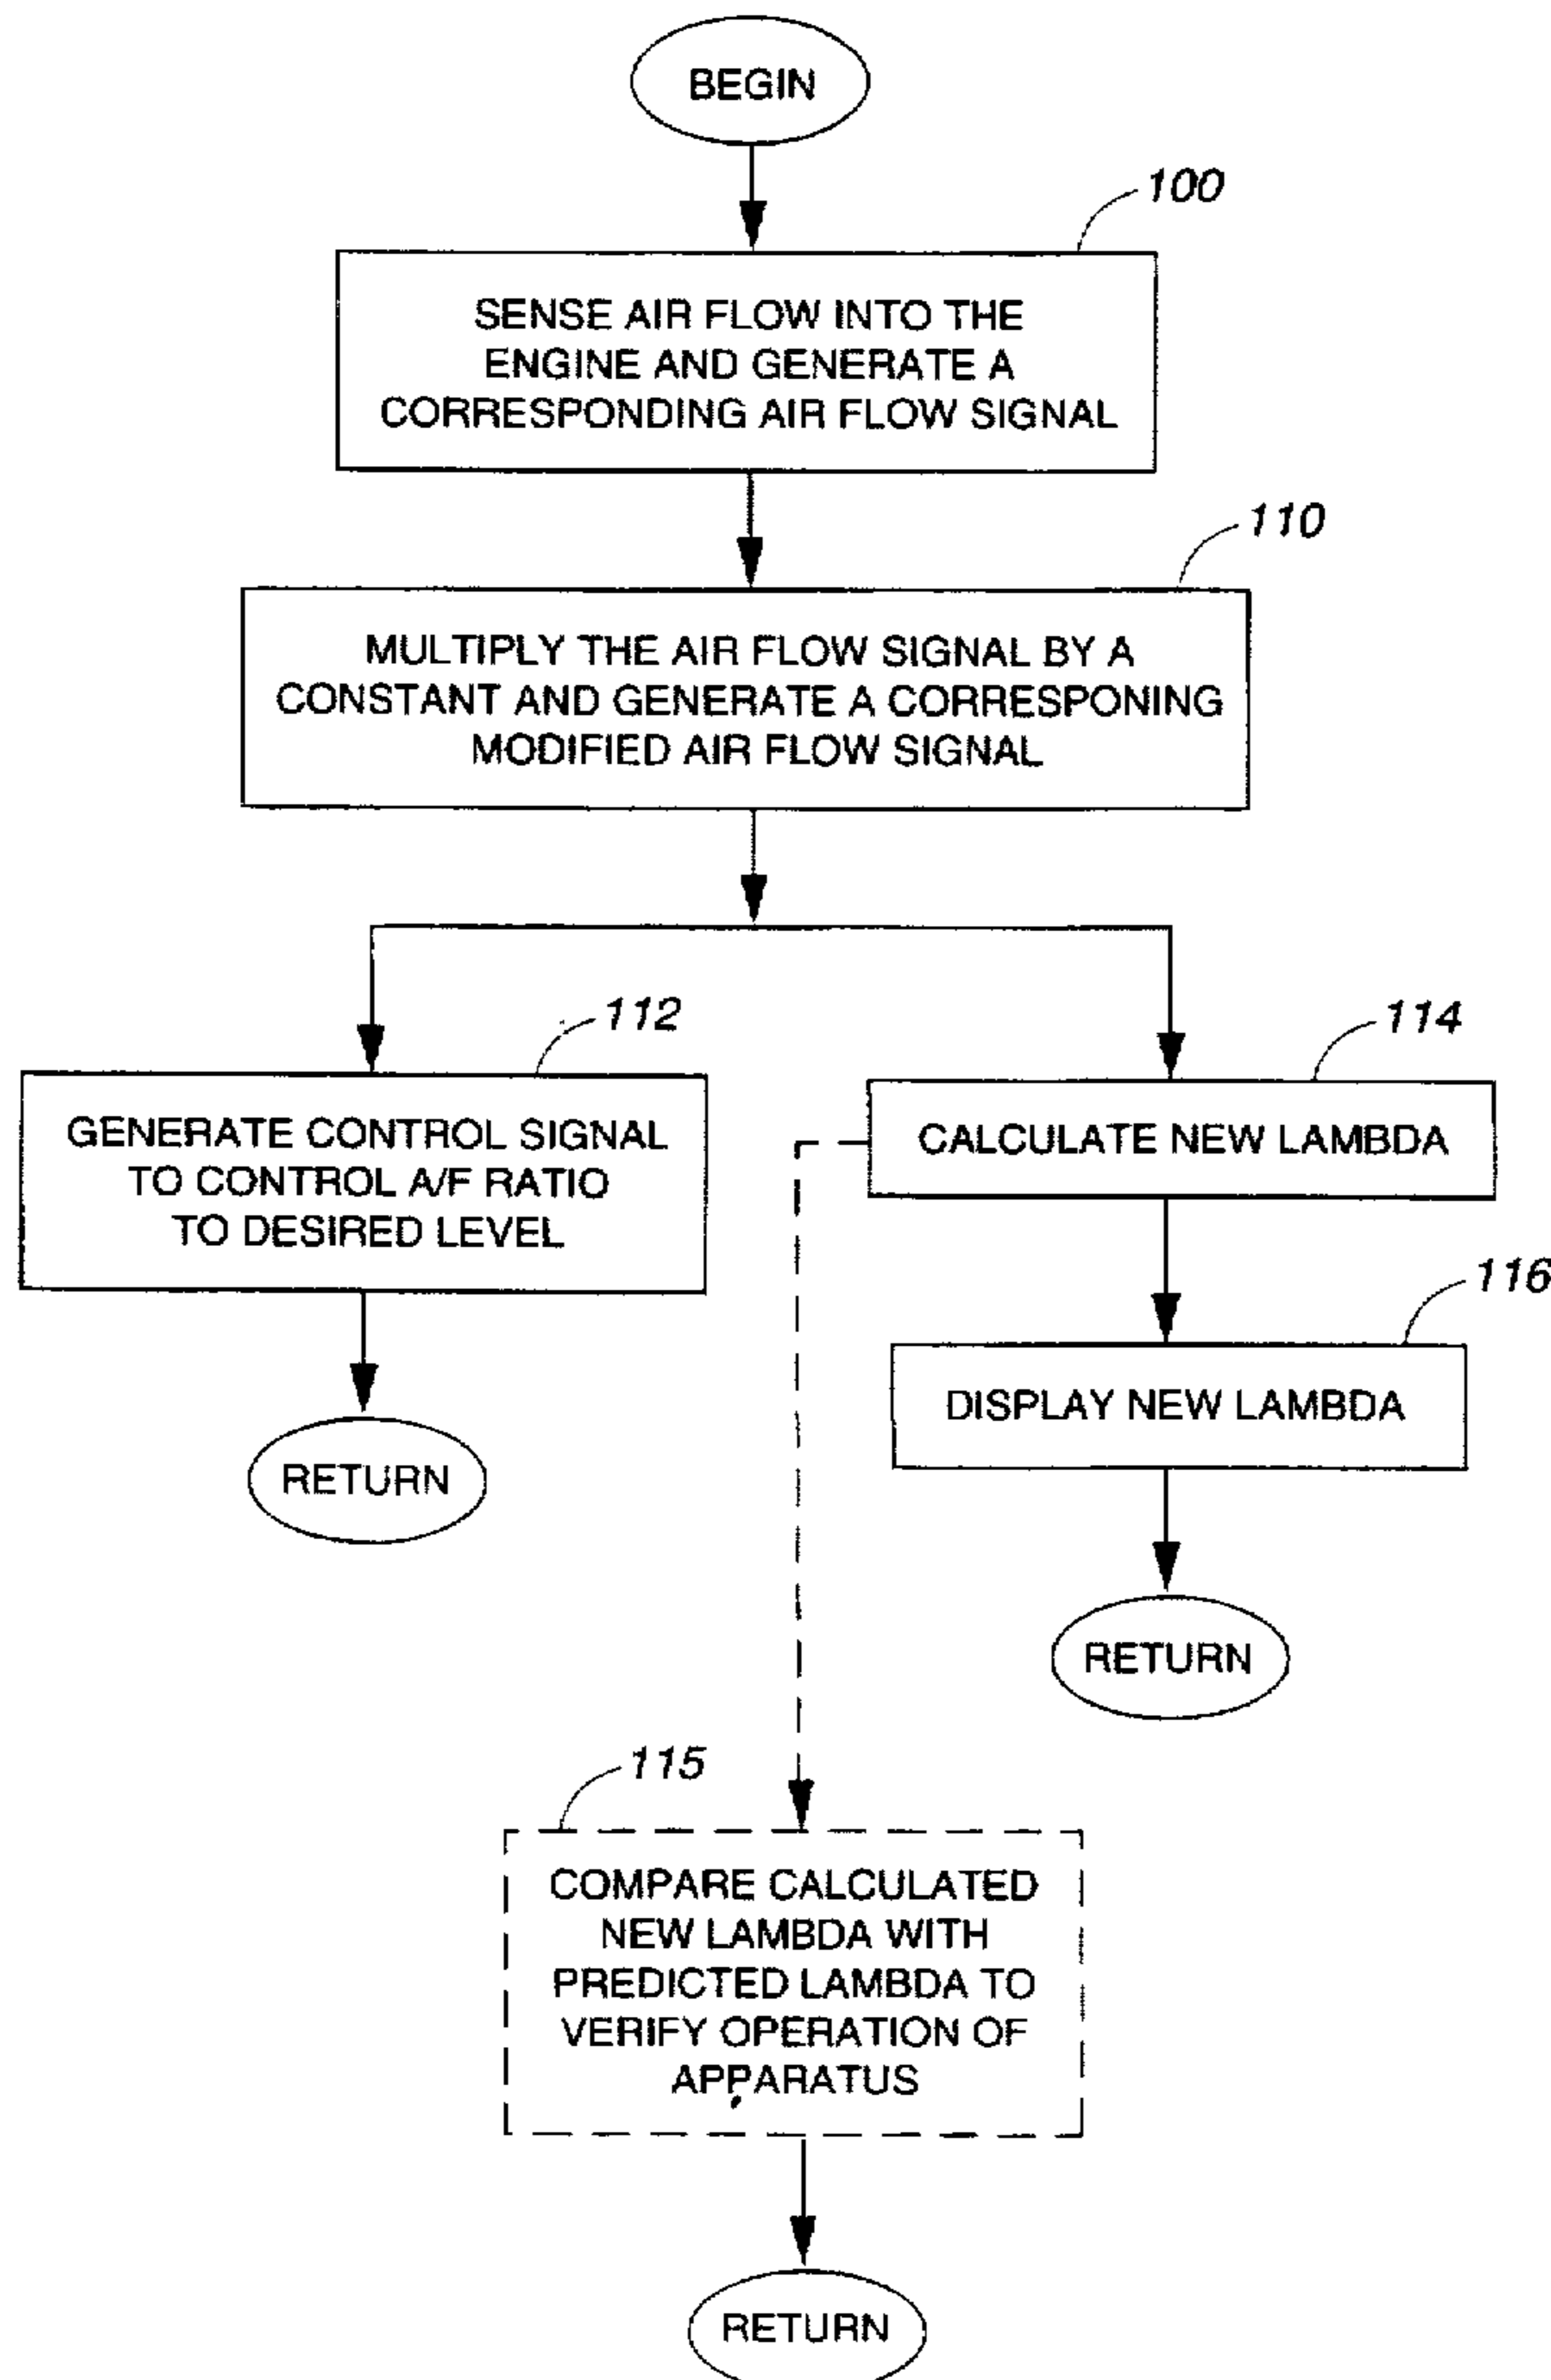 BEGIN
100
SENSE AIR FLOW INTO THE
ENGINE AND GENERATE A
CORRESPONDING AIR FLOW SIGNAL
110
MULTIPLY THE AIR FLOW SIGNAL BY A
CONSTANT AND GENERATE A CORRESPONING
MODIFIED AIR FLOW SIGNAL
112
GENERATE CONTROL SIGNAL
TO CONTROL A/F RATIO
TO DESIRED LEVEL
RETURN
114
CALCULATE NEW LAMBDA
116
DISPLAY NEW LAMBDA
RETURN
115
COMPARE CALCULATED
NEW LAMBDA WITH
PREDICTED LAMBDA TO
VERIFY OPERATION OF
APPARATUS
RETURN